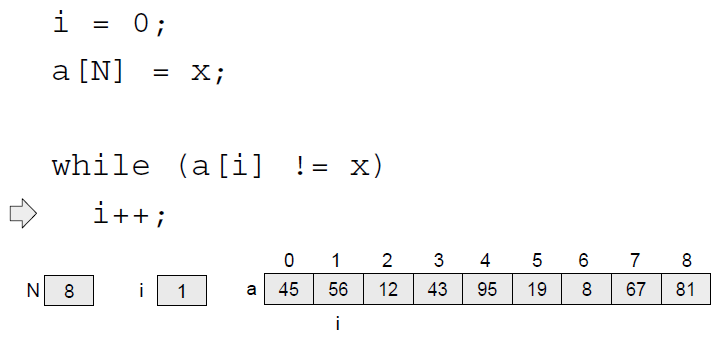 i = 0;
a[N] = x;
while (a[i] != x)
i++;
0 1 2 3 4 5 6 7 8
N 8 i 1 a 45 56 12 43 95 19 8 67 81
i